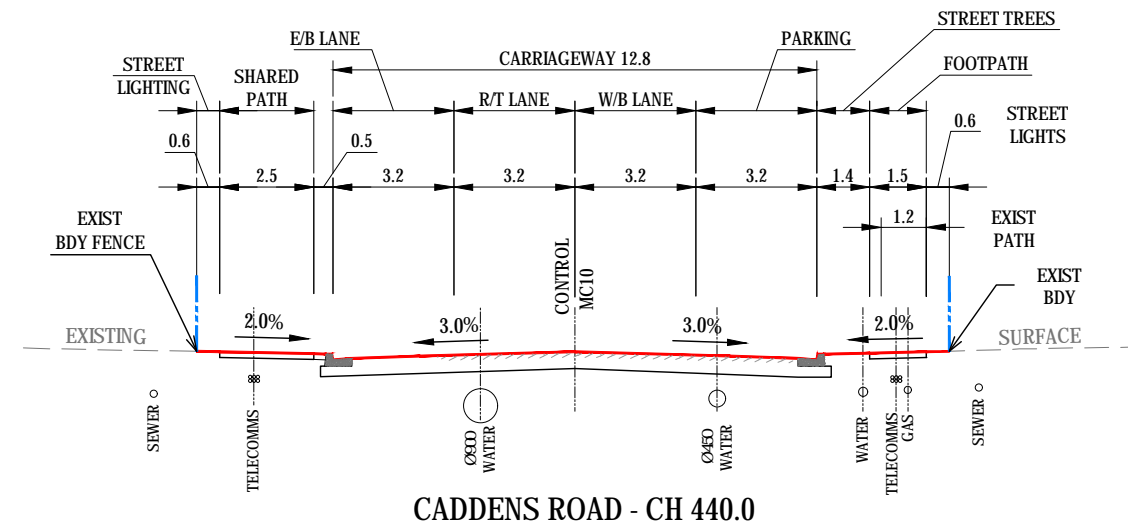 STREET TREES
E/B LANE
PARKING
CARRIAGEWAY 12.8
STREET
LIGHTING
SHARED
PATH
FOOTPATH
R/T LANE
W/B LANE
0.6
STREET
LIGHTS
0.6
0.5
2.5
3.2
3.2
3.2
3.2
1.4
1.5
1.2
EXIST
BDY FENCE
EXIST
PATH
CONTROL
MC10
EXIST
BDY
EXISTING
2.0%
3.0%
3.0%
2.0%
SURFACE
SEWER
TELECOMMS
Ø900
WATER
Ø450
WATER
WATER
TELECOMMS
GAS
SEWER
CADDENS ROAD - CH 440.0